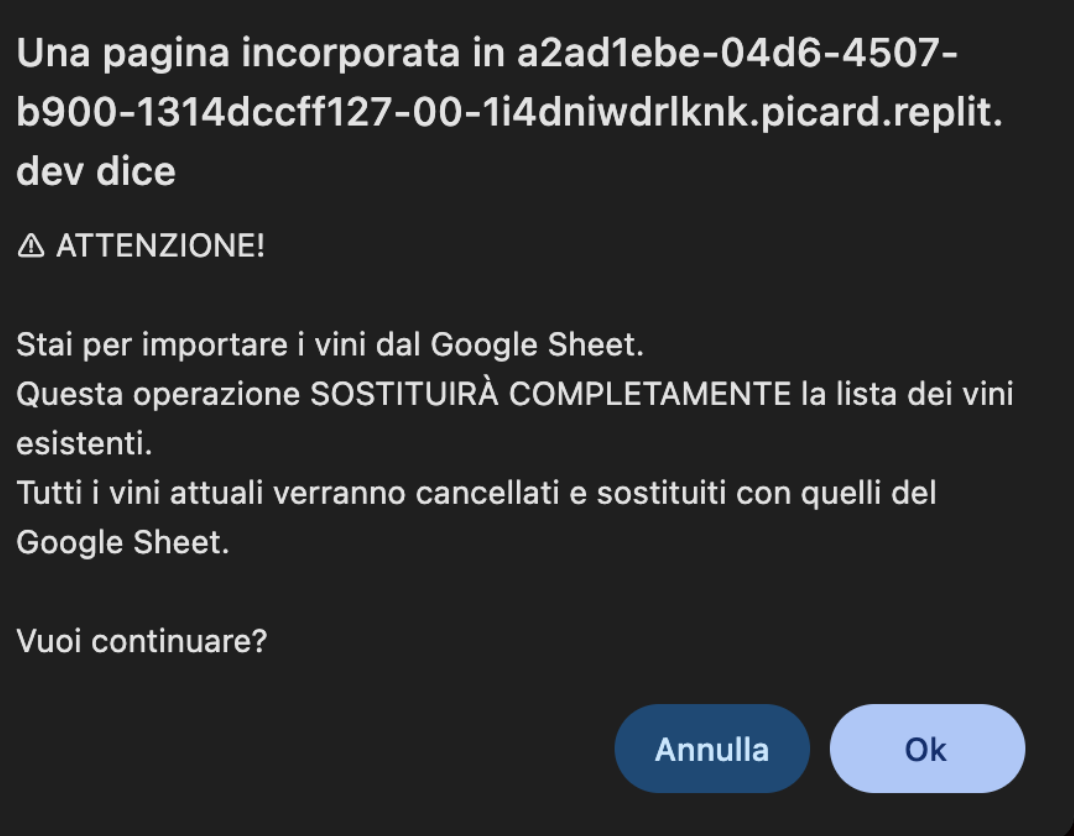 Una pagina incorporata in a2ad1ebe-04d6-4507-
b900-1314dccff127-00-1i4dniwdrlknk.picard.replit.
dev dice
⚠ ATTENZIONE!
Stai per importare i vini dal Google Sheet.
Questa operazione SOSTITUIRÀ COMPLETAMENTE la lista dei vini
esistenti.
Tutti i vini attuali verranno cancellati e sostituiti con quelli del
Google Sheet.
Vuoi continuare?
Annulla Ok